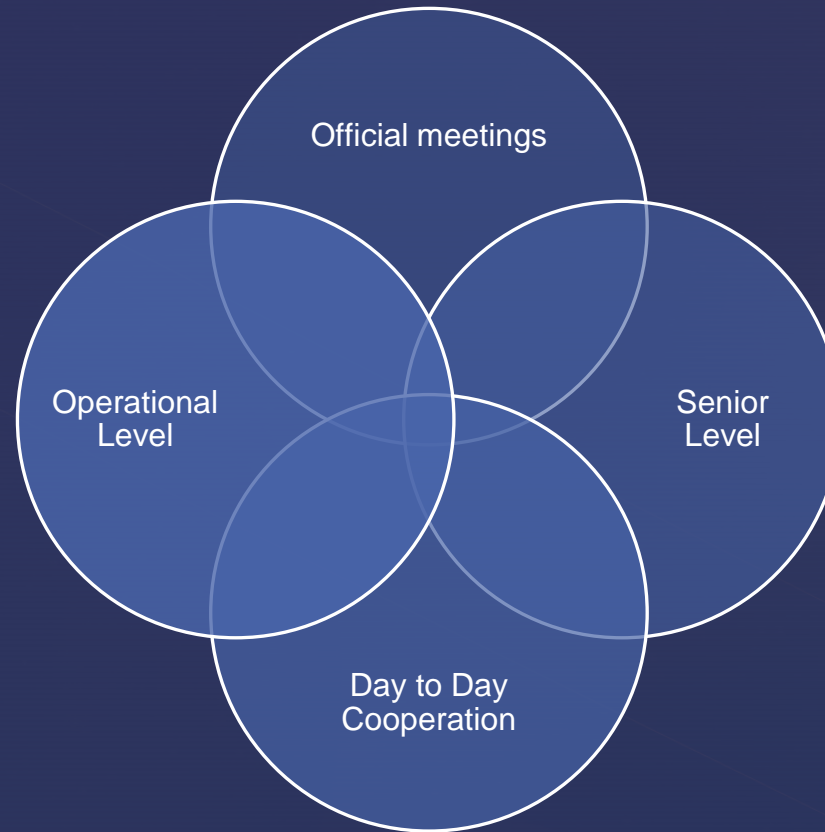 Official meetings
Operational
Level
Senior
Level
Day to Day
Cooperation